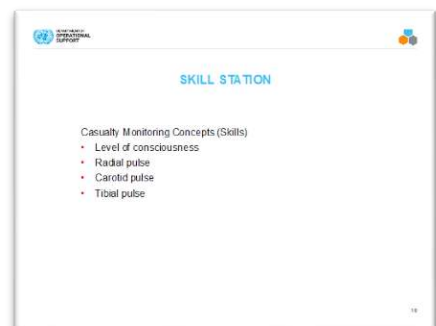 DEPARTMENT OF
OPERATIONAL
SUPPORT
SKILL STATION
Casualty Monitoring Concepts (Skills)
• Level of consciousness
• Radial pulse
• Carotid pulse
• Tibial pulse